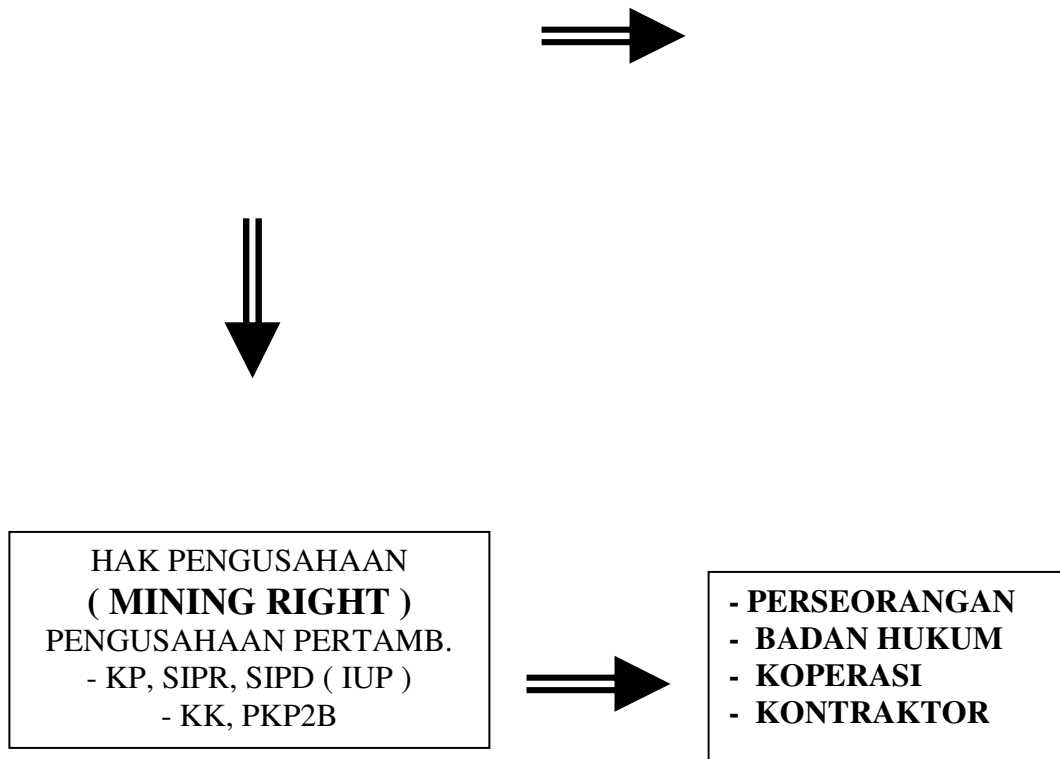 HAK PENGUSAHAAN
( MINING RIGHT )
PENGUSAHAAN PERTAMB.
- KP, SIPR, SIPD ( IUP )
- KK, PKP2B
- PERSEORANGAN
- BADAN HUKUM
- KOPERASI
- KONTRAKTOR